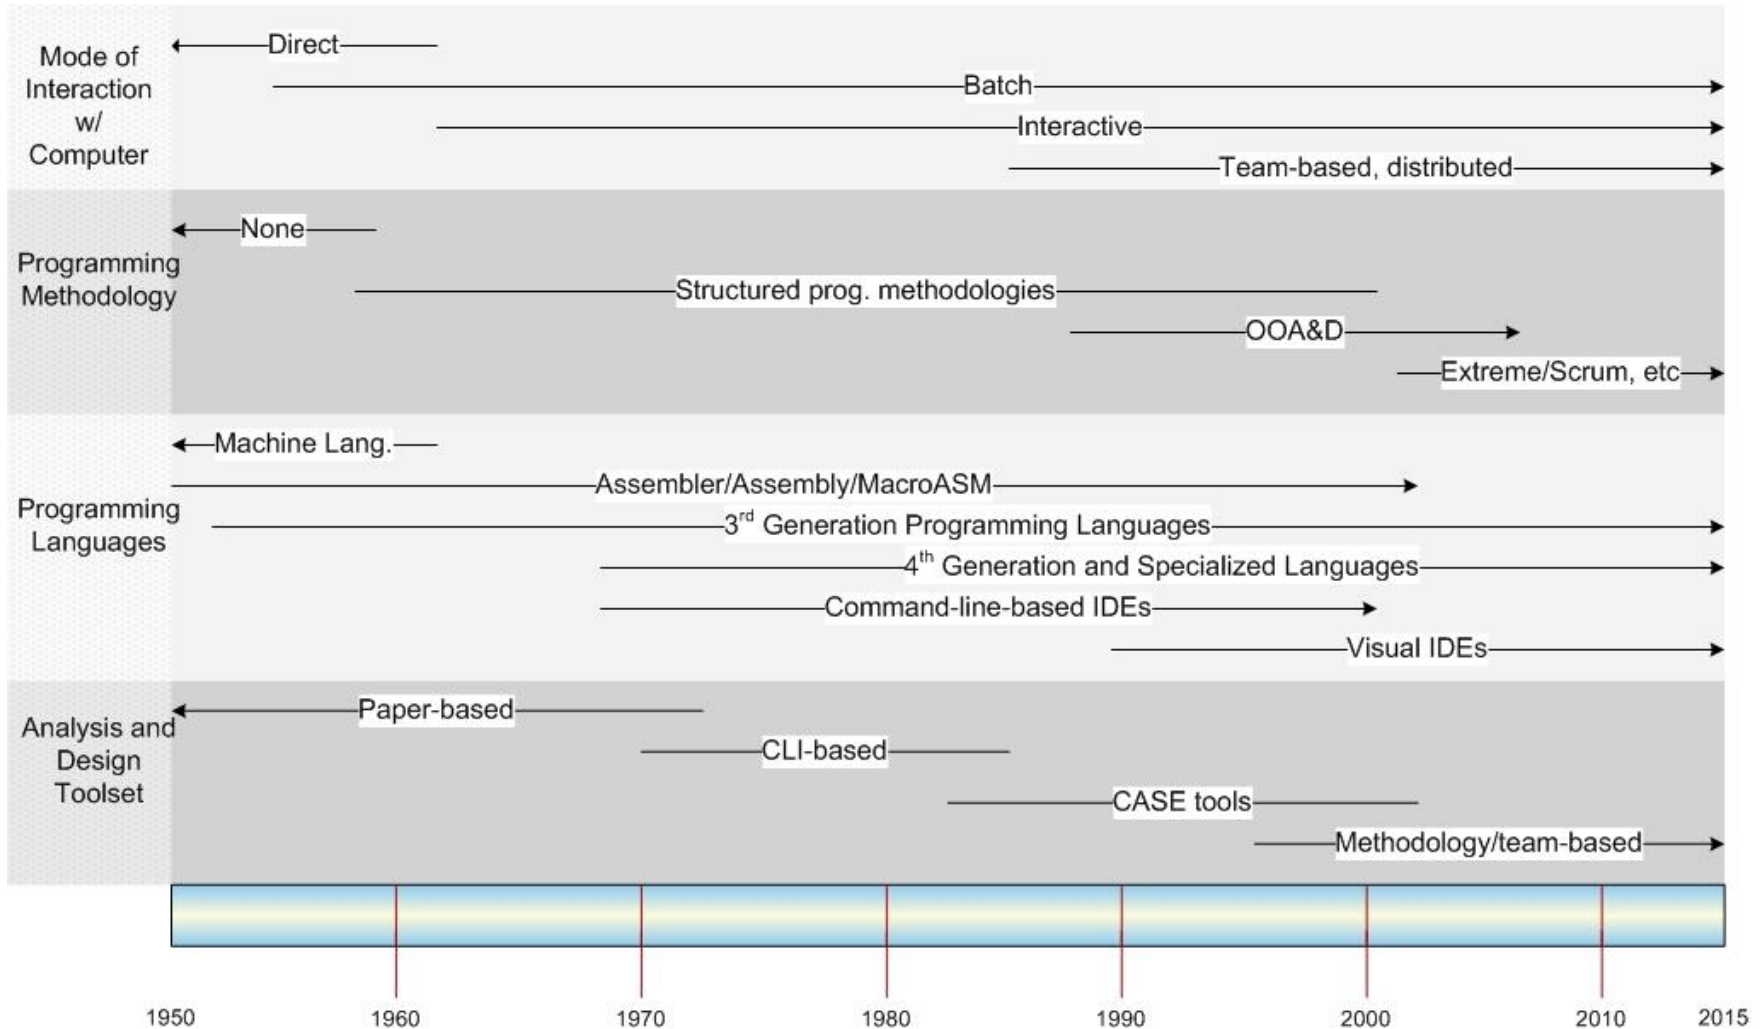 Mode of
Interaction
w/
Computer
Direct
Batch
Interactive
Team-based, distributed
Programming
Methodology
None
Structured prog. methodologies
OOA&D
Extreme/Scrum, etc
Programming
Languages
Machine Lang.
Assembler/Assembly/MacroASM
3rd Generation Programming Languages
4th Generation and Specialized Languages
Command-line-based IDEs
Visual IDEs
Analysis and
Design
Toolset
Paper-based
CLI-based
CASE tools
Methodology/team-based
1950 1960 1970 1980 1990 2000 2010 2015